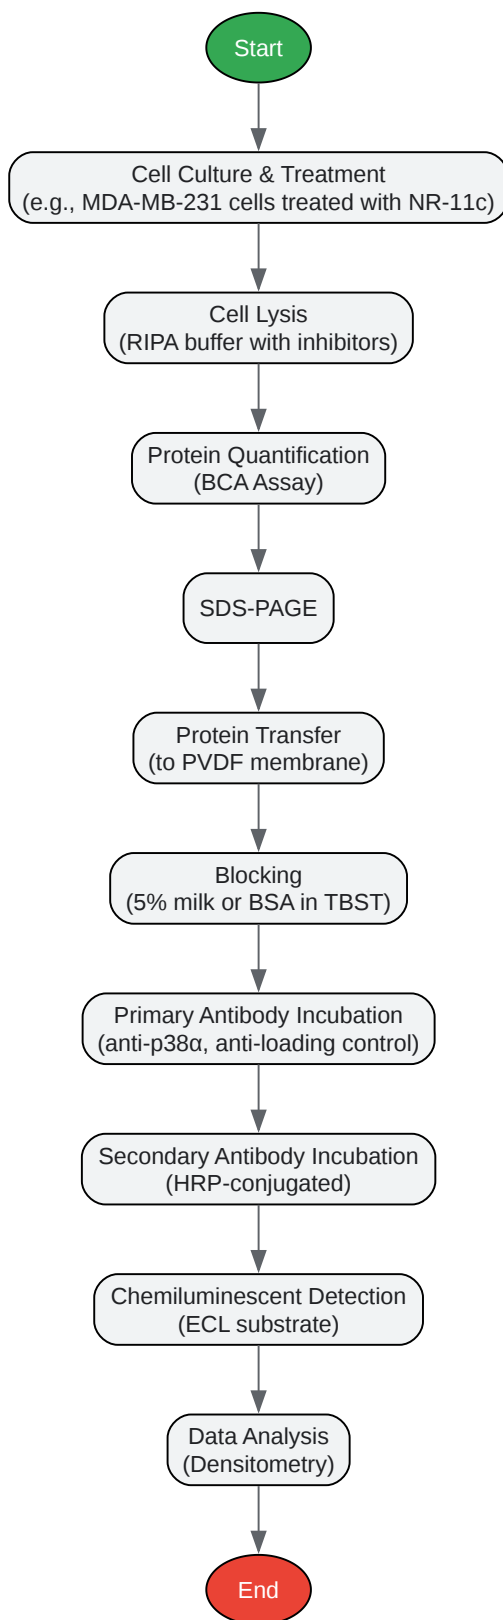 Start
Cell Culture & Treatment
(e.g., MDA-MB-231 cells treated with NR-11c)
Cell Lysis
(RIPA buffer with inhibitors)
Protein Quantification
(BCA Assay)
SDS-PAGE
Protein Transfer
(to PVDF membrane)
Blocking
(5% milk or BSA in TBST)
Primary Antibody Incubation
(anti-p38α, anti-loading control)
Secondary Antibody Incubation
(HRP-conjugated)
Chemiluminescent Detection
(ECL substrate)
Data Analysis
(Densitometry)
End